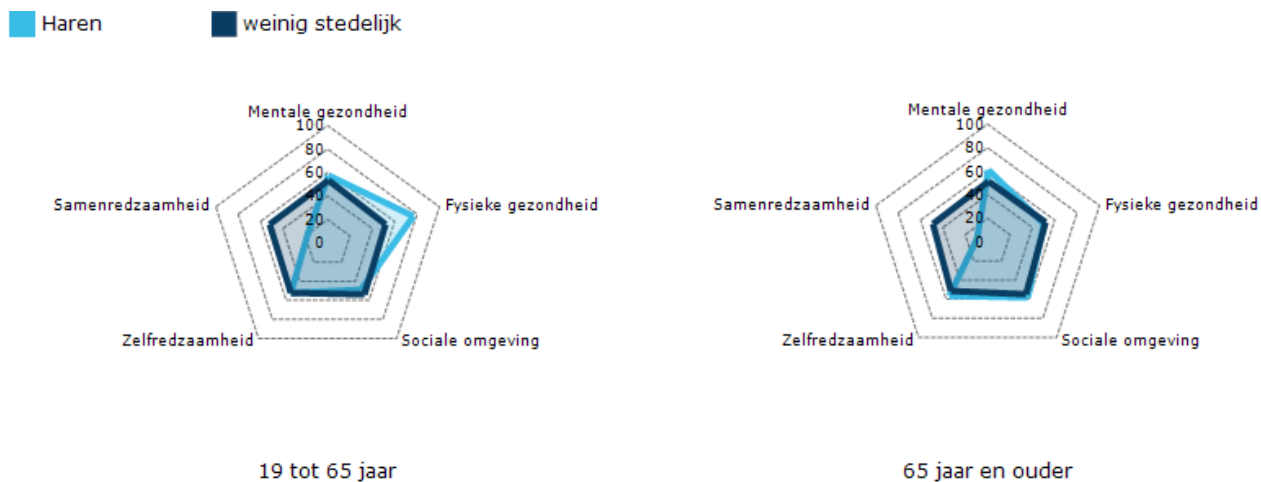 Haren
weinig stedelijk
Mentale gezondheid
100
80
60
40
20
0
Samenredzaamheid
Fysieke gezondheid
Zelfredzaamheid
Sociale omgeving
19 tot 65 jaar
Mentale gezondheid
100
80
60
40
20
0
Samenredzaamheid
Fysieke gezondheid
Zelfredzaamheid
Sociale omgeving
65 jaar en ouder